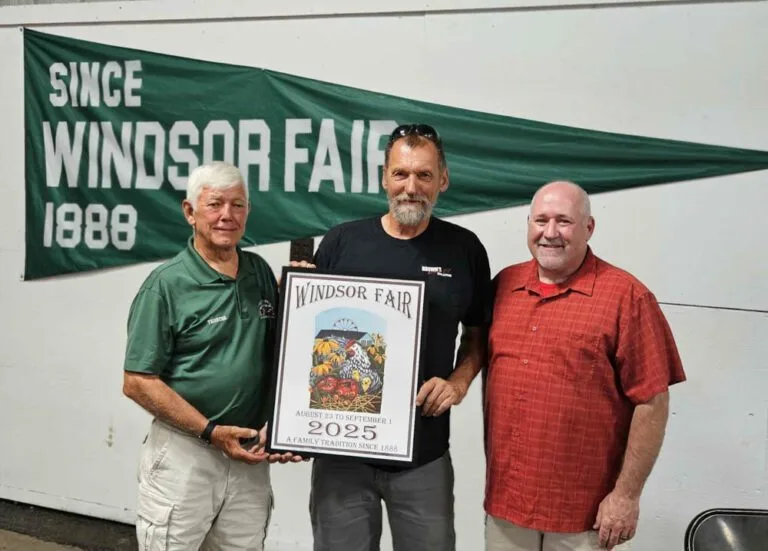 SINCE
WINDSOR FAIR
1888
WINDSOR FAIR
AUGUST 23 TO SEPTEMBER 1
2025
A FAMILY TRADITION SINCE 1888